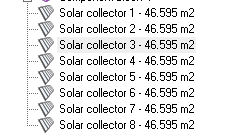 Solar collector 1 - 46.595 m2
Solar collector 2 - 46.595 m2
Solar collector 3 - 46.595 m2
Solar collector 4 - 46.595 m2
Solar collector 5 - 46.595 m2
Solar collector 6 - 46.595 m2
Solar collector 7 - 46.595 m2
Solar collector 8 - 46.595 m2